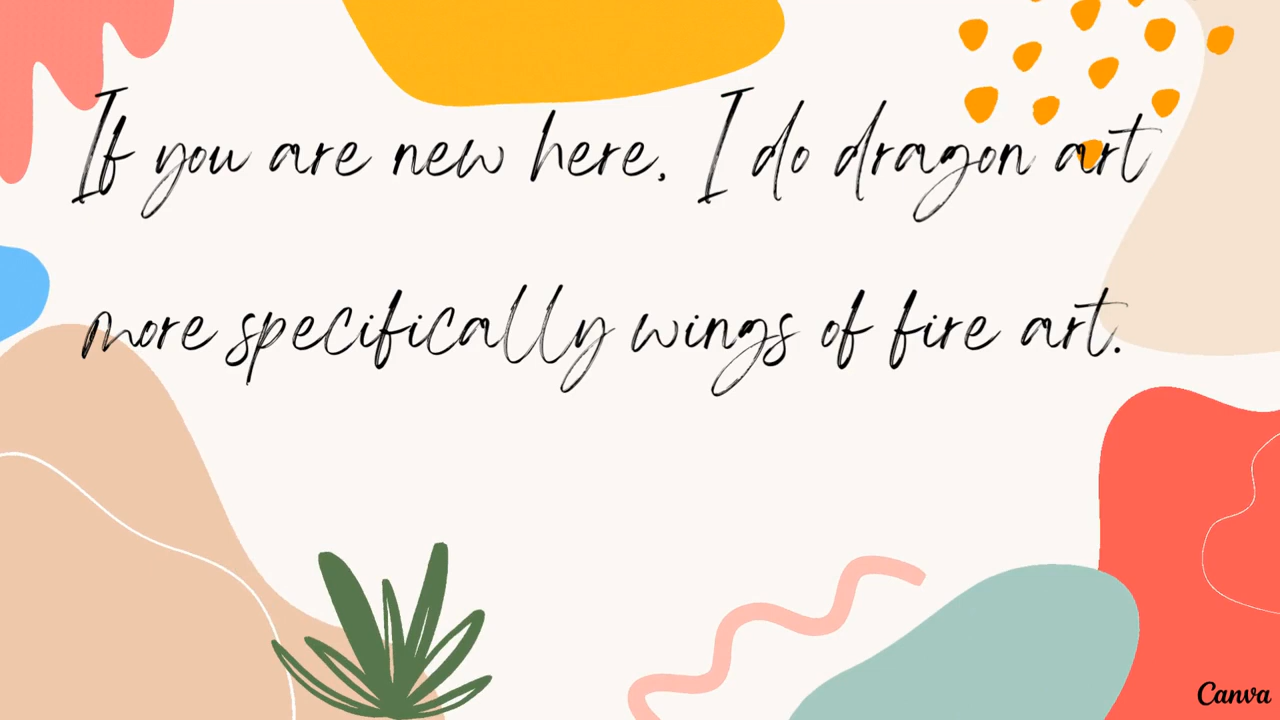 If you are new here, I do dragon art
more specifically wings of fire art.
Canva